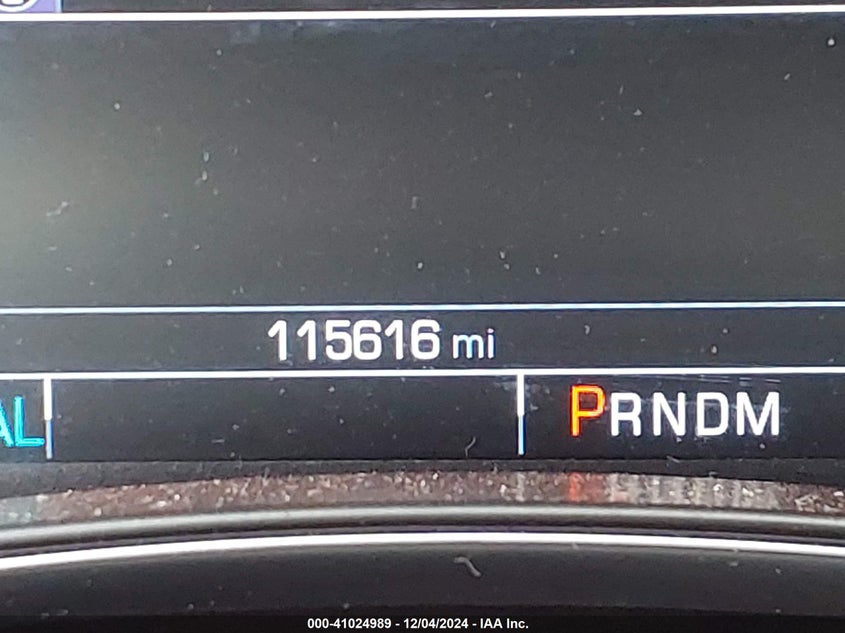 115616 mi
AL
PRNDM
000-41024989 - 12/04/2024 - IAA Inc.